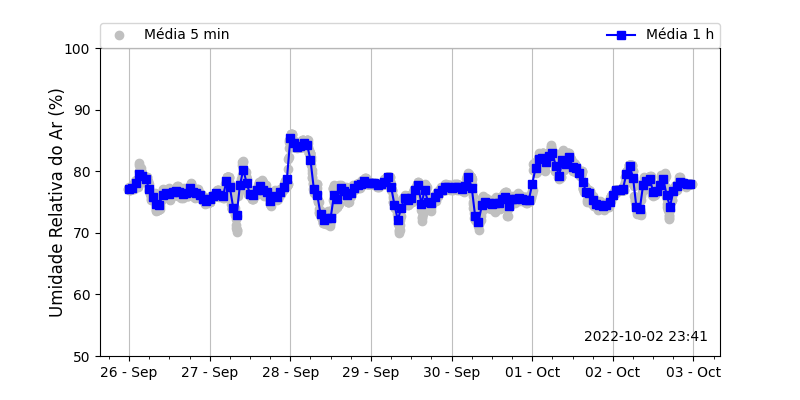 Média 5 min
Média 1 h
Umidade Relativa do Ar (%)
100
90
80
70
60
50
2022-10-02 23:41
26 - Sep
27 - Sep
28 - Sep
29 - Sep
30 - Sep
01 - Oct
02 - Oct
03 - Oct